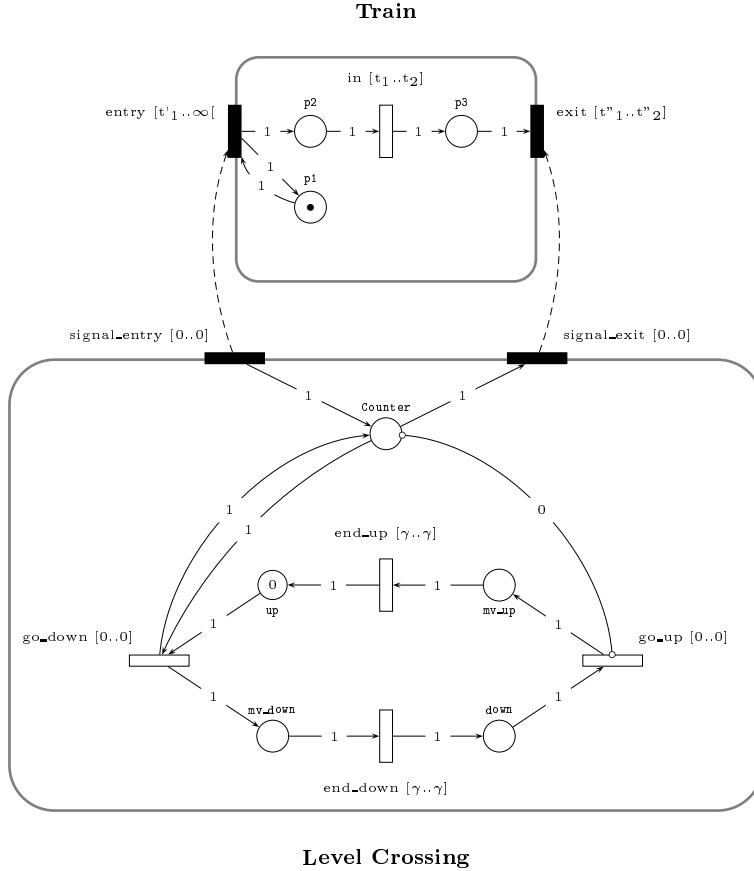 Train
in [t1..t2]
entry [t'1..∞[
p2
p3
exit [t"1..t"2]
1
1
1
1
1
p1
1
signal_entry [0..0]
signal_exit [0..0]
1
1
Counter
1
0
1
end_up [γ..γ]
0
1
1
up
mv_up
1
1
go_down [0..0]
go_up [0..0]
1
1
mv_down
down
1
1
end_down [γ..γ]
Level Crossing